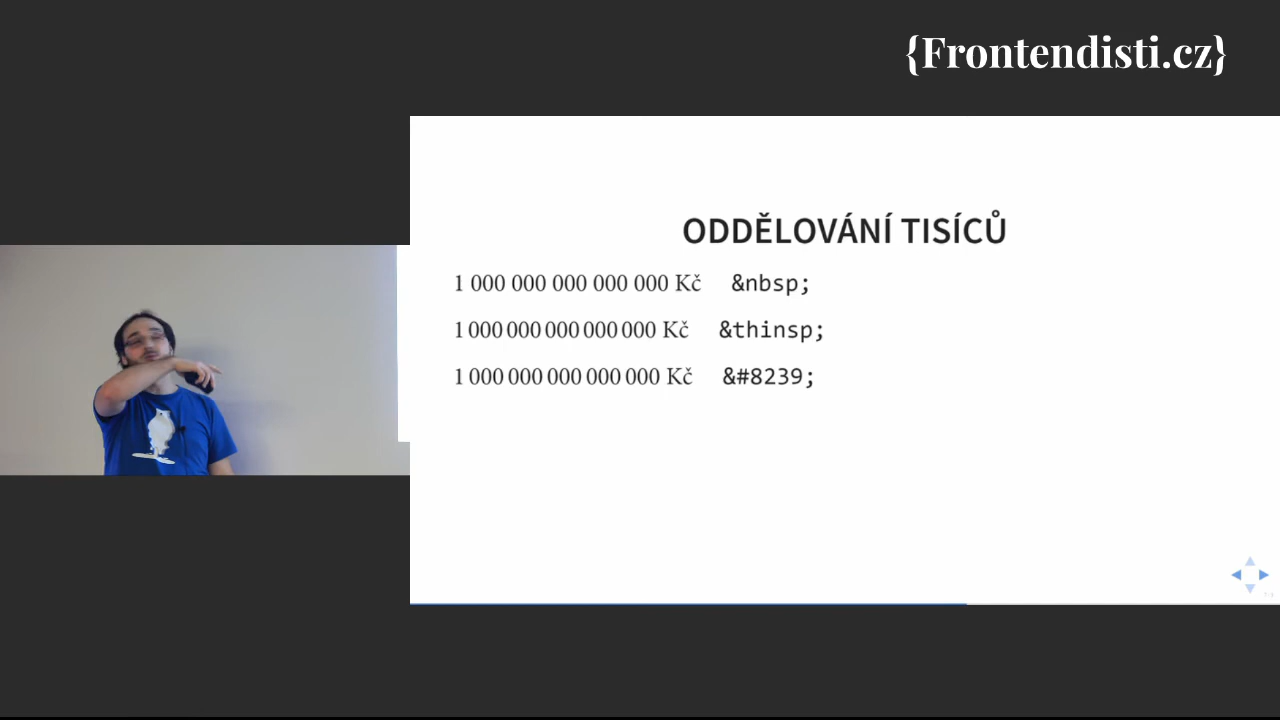 {Frontendisti.cz}
ODDĚLOVÁNÍ TISÍCŮ
1 000 000 000 000 000 Kč &nbsp;
1 000 000 000 000 000 Kč &thinsp;
1 000 000 000 000 000 Kč &#8239;